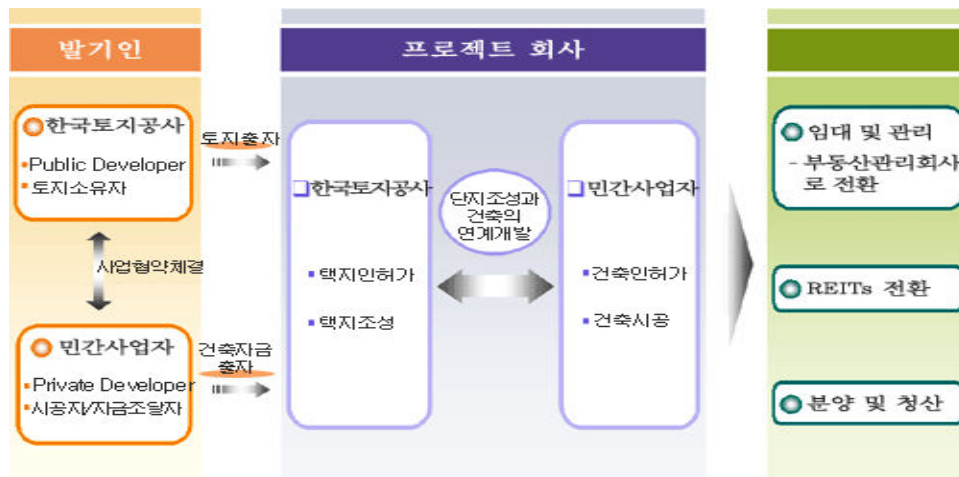 발기인
프로젝트 회사
한국토지공사
Public Developer
토지소유자
사업협약체결
민간사업자
Private Developer
시공자/자금조달자
토지출자
건축자금
출자
한국토지공사
택지인허가
택지조성
단지조성과
건축의
연계개발
민간사업자
건축인허가
건축시공
임대 및 관리
- 부동산관리회사
로 전환
REITs 전환
분양 및 청산